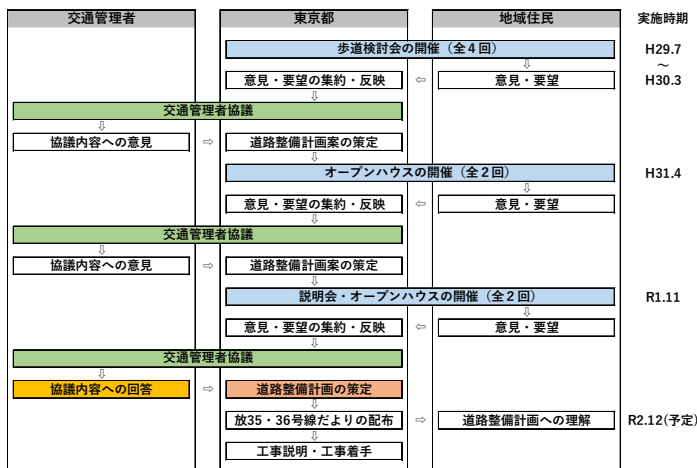 交通管理者 東京都 地域住民 実施時期
歩道検討会の開催（全４回） H29.7
～
意見・要望の集約・反映 ⇦ 意見・要望 H30.3
交通管理者協議
協議内容への意見 ⇨ 道路整備計画案の策定
オープンハウスの開催（全２回） H31.4
意見・要望の集約・反映 ⇦ 意見・要望
交通管理者協議
協議内容への意見 ⇨ 道路整備計画案の策定
説明会・オープンハウスの開催（全２回） R1.11
意見・要望の集約・反映 ⇦ 意見・要望
交通管理者協議
協議内容への回答 ⇨ 道路整備計画の策定
放35・36号線だよりの配布 ⇨ 道路整備計画への理解 R2.12(予定)
工事説明・工事着手